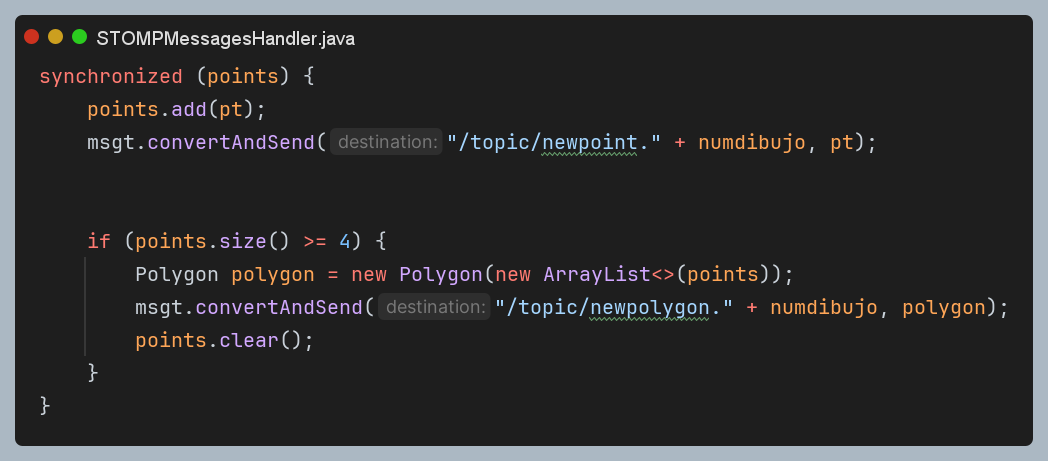 STOMPMessagesHandler.java
synchronized (points) {
    points.add(pt);
    msgt.convertAndSend( destination: "/topic/newpoint." + numdibujo, pt);
    if (points.size() >= 4) {
        Polygon polygon = new Polygon(new ArrayList<>(points));
        msgt.convertAndSend( destination: "/topic/newpolygon." + numdibujo, polygon);
        points.clear();
    }
}